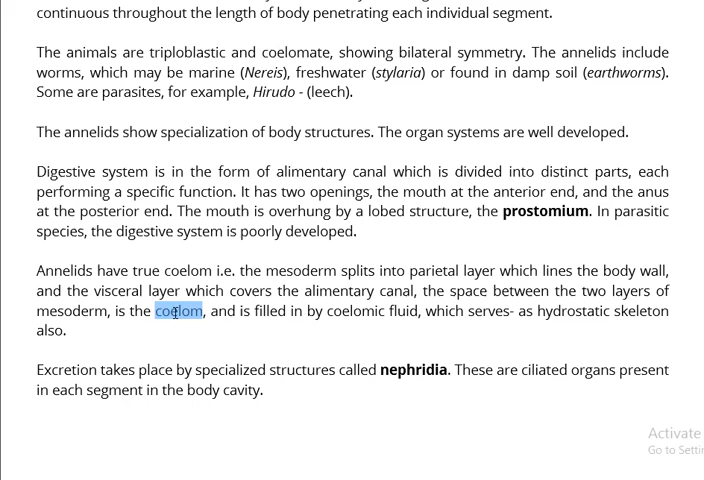 continuous throughout the length of body penetrating each individual segment.
The animals are triploblastic and coelomate, showing bilateral symmetry. The annelids include
worms, which may be marine (Nereis), freshwater (stylaria) or found in damp soil (earthworms).
Some are parasites, for example, Hirudo - (leech).
The annelids show specialization of body structures. The organ systems are well developed.
Digestive system is in the form of alimentary canal which is divided into distinct parts, each
performing a specific function. It has two openings, the mouth at the anterior end, and the anus
at the posterior end. The mouth is overhung by a lobed structure, the prostomium. In parasitic
species, the digestive system is poorly developed.
Annelids have true coelom i.e. the mesoderm splits into parietal layer which lines the body wall,
and the visceral layer which covers the alimentary canal, the space between the two layers of
mesoderm, is the coelom, and is filled in by coelomic fluid, which serves- as hydrostatic skeleton
also.
Excretion takes place by specialized structures called nephridia. These are ciliated organs present
in each segment in the body cavity.
Activate
Go to Settin